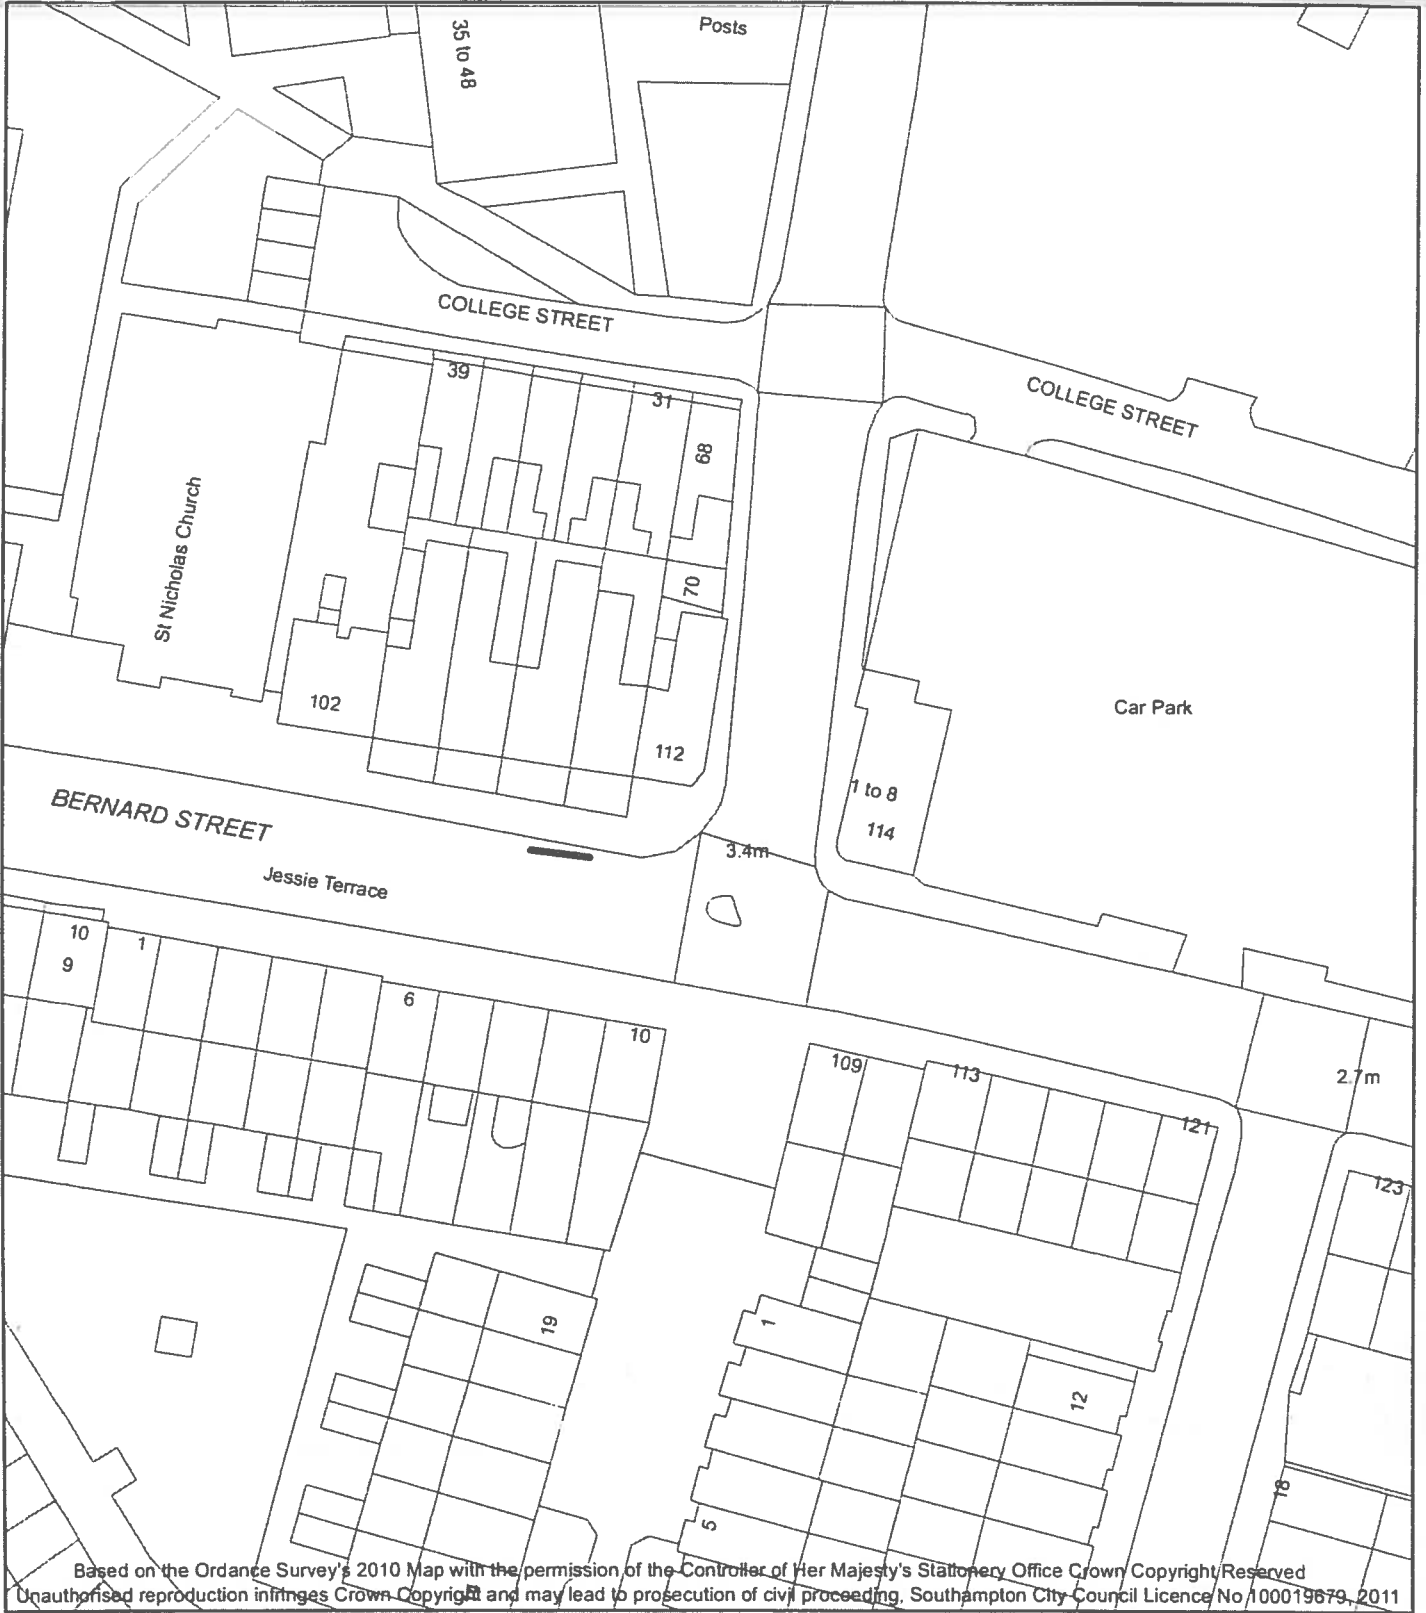 Posts
35 to 48
COLLEGE STREET
39
31
68
COLLEGE STREET
St Nicholas Church
70
102
112
Car Park
1 to 8
114
BERNARD STREET
3.4m
Jessie Terrace
10
9
1
6
10
109
113
121
2.7m
123
19
1
12
18
5
Based on the Ordance Survey's 2010 Map with the permission of the Controller of Her Majesty's Stationery Office Crown Copyright Reserved
Unauthorised reproduction infringes Crown Copyright and may lead to prosecution of civil proceeding, Southampton City Council Licence No 100019679, 2011